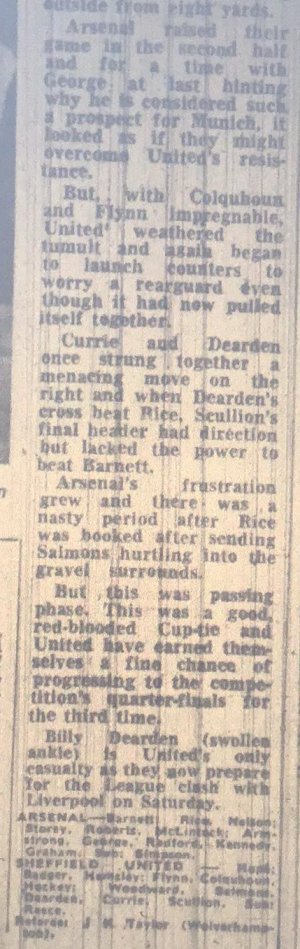 outside from eight yards.
Arsenal raised their
game in the second half
and for a time with
George at last hinting
why he is considered such
a prospect for Munich, it
looked as if they might
overcome United's resis-
tance.
But, with Colquhoun
and Flynn impregnable,
United weathered the
tumult and again began
to launch counters to
worry a rearguard even
though it had now pulled
itself together.
Currie and Dearden
once strung together a
menacing move on the
right and when Dearden's
cross beat Rice, Scullion's
final header had direction
but lacked the power to
beat Barnett.
Arsenal's frustration
grew and there was a
nasty period after Rice
was booked after sending
Salmons hurtling into the
gravel surrounds.
But this was passing
phase. This was a good,
red-blooded Cup-tie and
United have earned them-
selves a fine chance of
progressing to the compe-
tition's quarter-finals for
the third time.
Billy Dearden (swollen
ankle) is United's only
casualty as they now prepare
for the League clash with
Liverpool on Saturday.
ARSENAL—Barnett; Rice, Nelson;
Storey, Roberts, McLintock; Arm-
strong, George, Radford, Kennedy,
Graham. Sub: Simpson.
SHEFFIELD UNITED — Hope;
Badger, Hemsley; Flynn, Colquhoun,
Hockey; Woodward, Salmons,
Dearden, Currie, Scullion. Sub:
Reece.
Referee: J K Taylor (Wolverhamp-
ton).